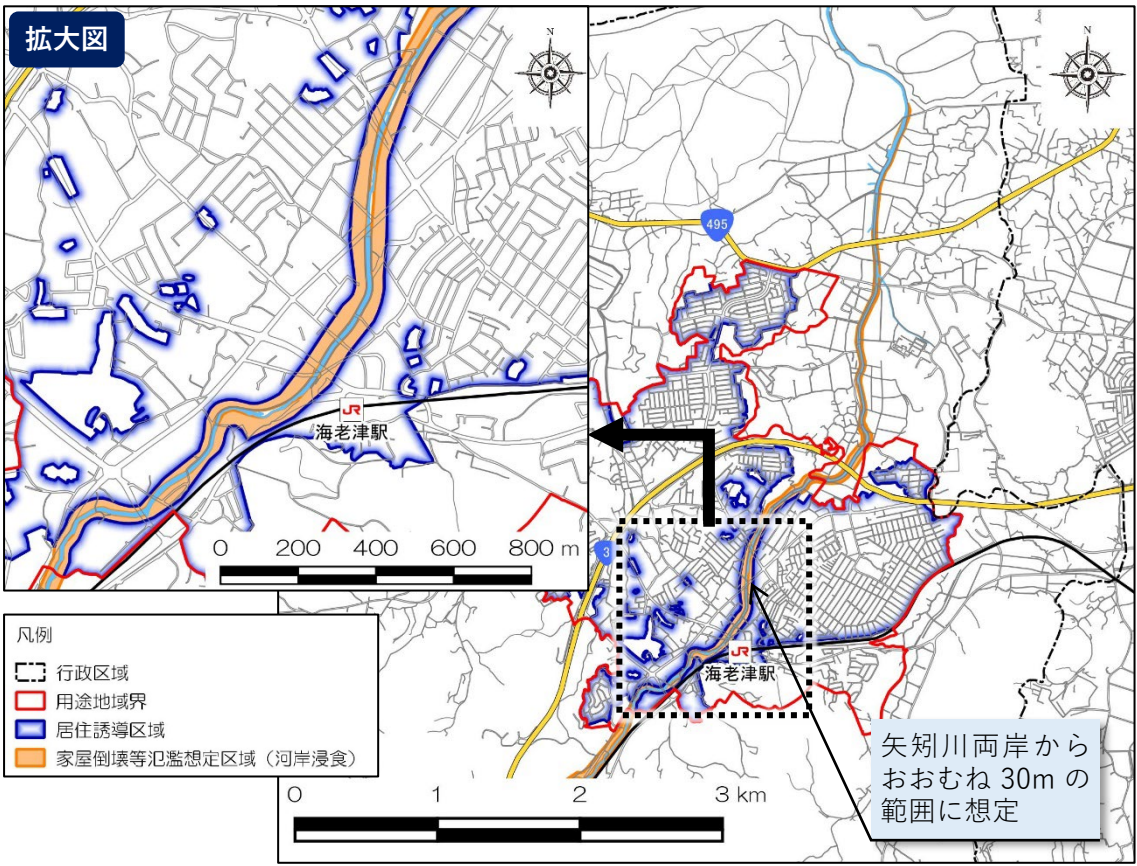 拡大図
N
JR
海老津駅
0 200 400 600 800 m
N
495
3
JR
海老津駅
矢矧川両岸から
おおむね 30m の
範囲に想定
凡例
行政区域
用途地域界
居住誘導区域
家屋倒壊等氾濫想定区域（河岸浸食）
0 1 2 3 km